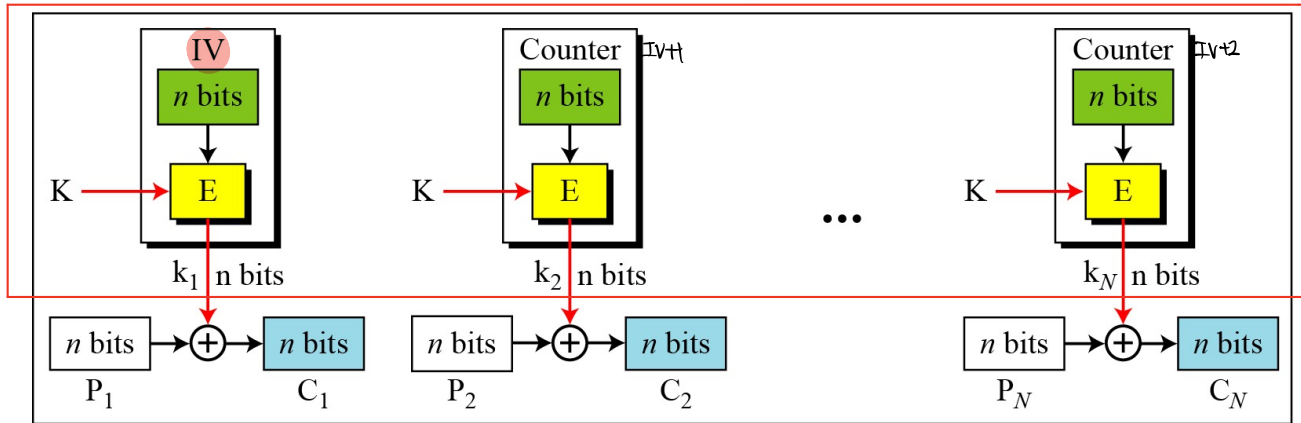 IV Counter IV+1 Counter IV+2
n bits n bits n bits
K E K E ... K E
k1 n bits k2 n bits kN n bits
n bits + n bits n bits + n bits n bits + n bits
P1 C1 P2 C2 PN CN